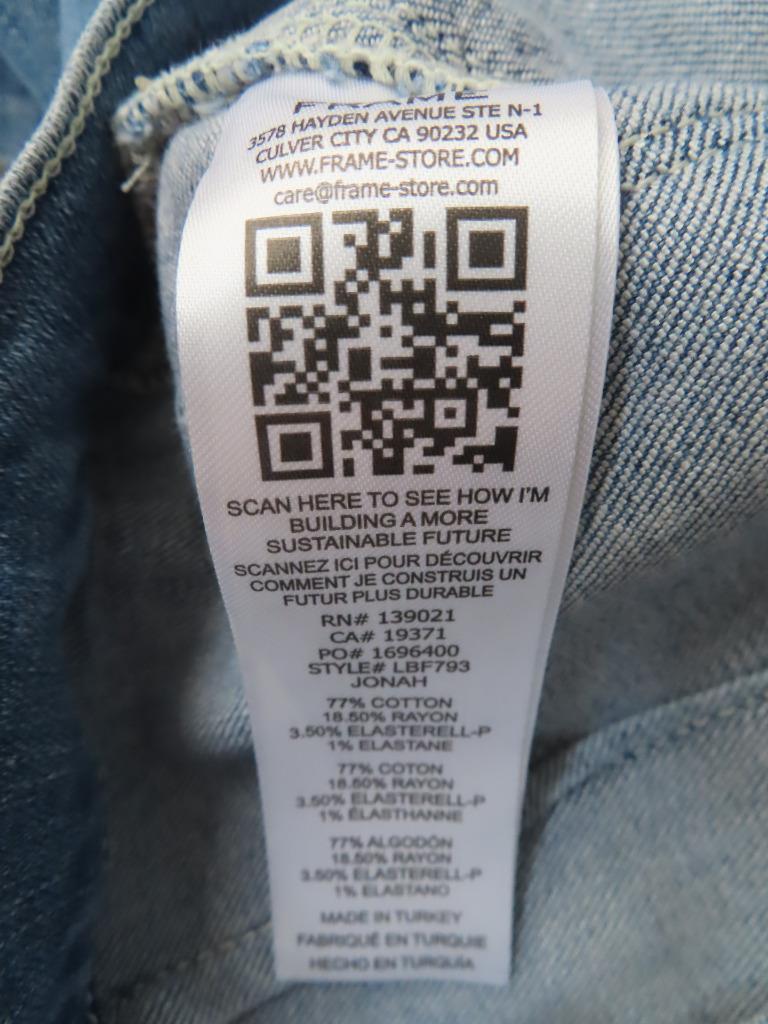 FRAME
3578 HAYDEN AVENUE STE N-1
CULVER CITY CA 90232 USA
WWW.FRAME-STORE.COM
care@frame-store.com
SCAN HERE TO SEE HOW I'M
BUILDING A MORE
SUSTAINABLE FUTURE
SCANNEZ ICI POUR DÉCOUVRIR
COMMENT JE CONSTRUIS UN
FUTUR PLUS DURABLE
RN# 139021
CA# 19371
PO# 1696400
STYLE# LBF793
JONAH
77% COTTON
18.50% RAYON
3.50% ELASTERELL-P
1% ELASTANE
77% COTON
18.50% RAYON
3.50% ELASTERELL-P
1% ÉLASTHANNE
77% ALGODÓN
18.50% RAYON
3.50% ELASTERELL-P
1% ELASTANO
MADE IN TURKEY
FABRIQUÉ EN TURQUIE
HECHO EN TURQUÍA